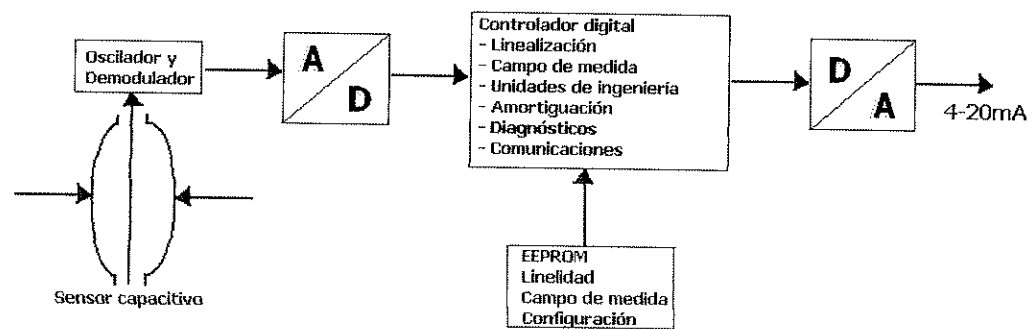 Oscilador y
Demodulador
A
D
Controlador digital
- Linealización
- Campo de medida
- Unidades de ingeniería
- Amortiguación
- Diagnósticos
- Comunicaciones
D
A
4-20mA
Sensor capacitivo
EEPROM
Linelidad
Campo de medida
Configuración